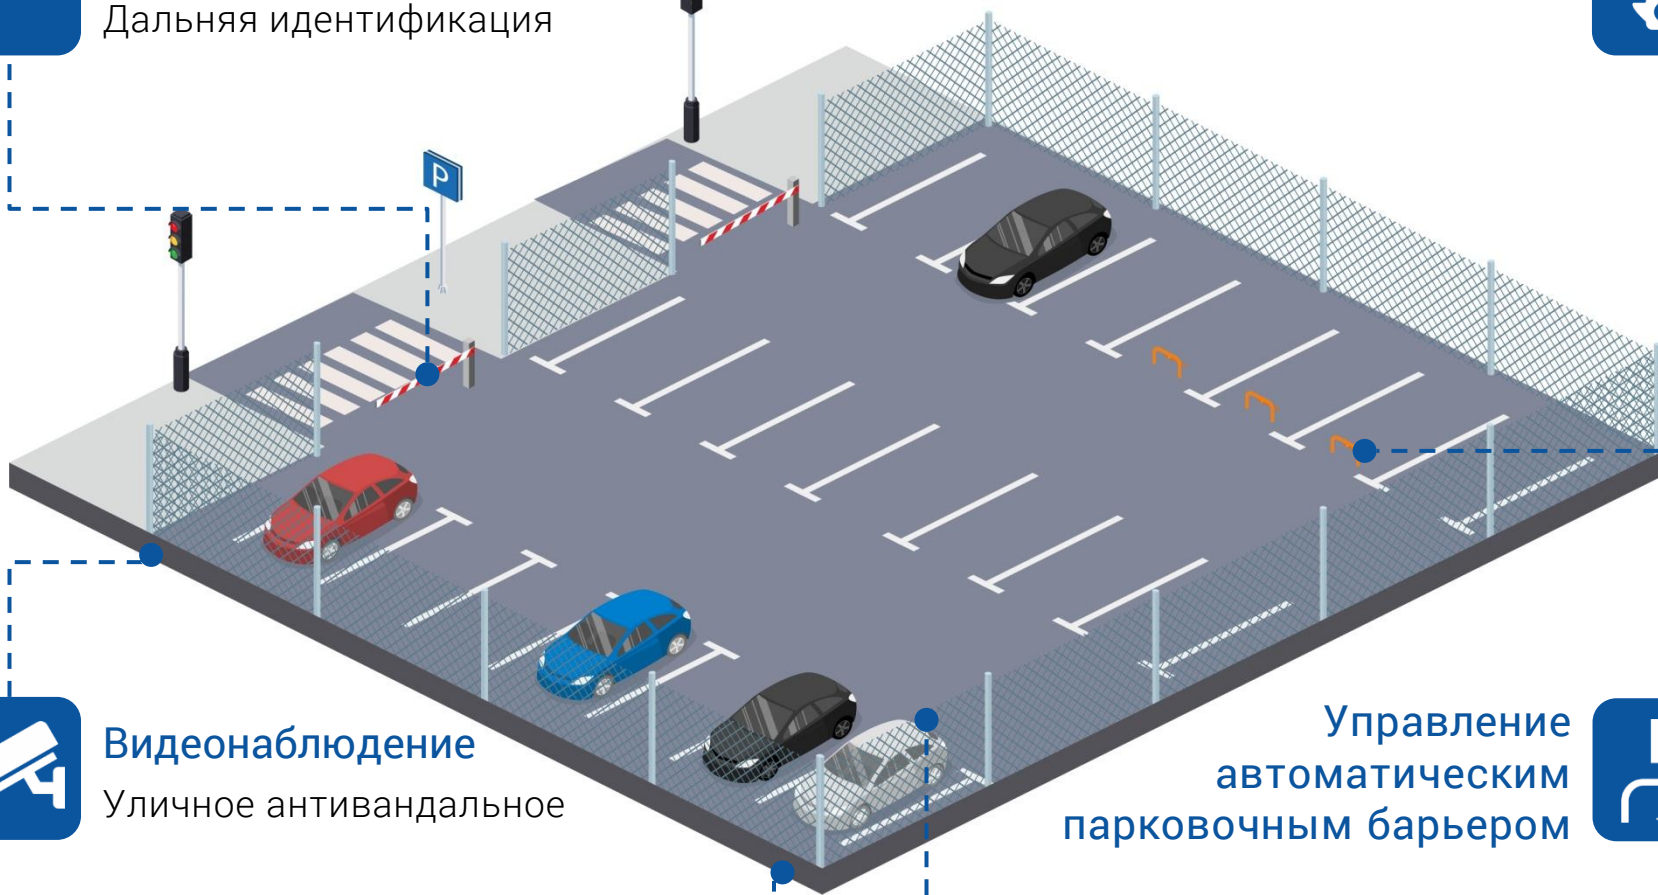 Дальняя идентификация
P
Видеонаблюдение
Уличное антивандальное
Управление
автоматическим
парковочным барьером